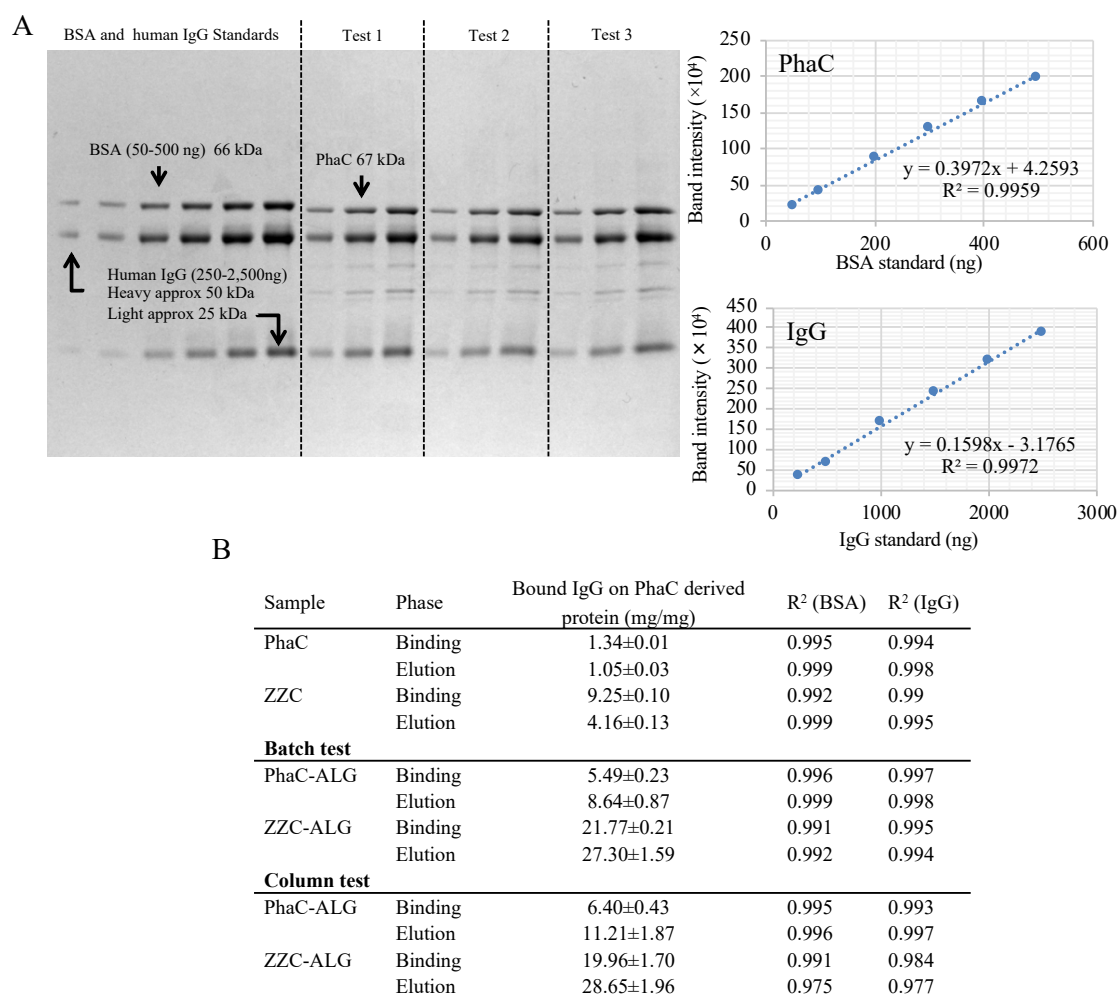 A
BSA and human IgG Standards
Test 1
Test 2
Test 3
BSA (50-500 ng) 66 kDa
PhaC 67 kDa
Human IgG (250-2,500ng)
Heavy approx 50 kDa
Light approx 25 kDa
PhaC
Band intensity (×10⁴)
250
200
150
100
50
0
y = 0.3972x + 4.2593
R² = 0.9959
0 200 400 600
BSA standard (ng)
IgG
Band intensity (× 10⁴)
450
400
350
300
250
200
150
100
50
0
y = 0.1598x - 3.1765
R² = 0.9972
0 1000 2000 3000
IgG standard (ng)
B
Sample Phase Bound IgG on PhaC derived protein (mg/mg) R² (BSA) R² (IgG)
PhaC Binding 1.34±0.01 0.995 0.994
Elution 1.05±0.03 0.999 0.998
ZZC Binding 9.25±0.10 0.992 0.99
Elution 4.16±0.13 0.999 0.995
Batch test
PhaC-ALG Binding 5.49±0.23 0.996 0.997
Elution 8.64±0.87 0.999 0.998
ZZC-ALG Binding 21.77±0.21 0.991 0.995
Elution 27.30±1.59 0.992 0.994
Column test
PhaC-ALG Binding 6.40±0.43 0.995 0.993
Elution 11.21±1.87 0.996 0.997
ZZC-ALG Binding 19.96±1.70 0.991 0.984
Elution 28.65±1.96 0.975 0.977